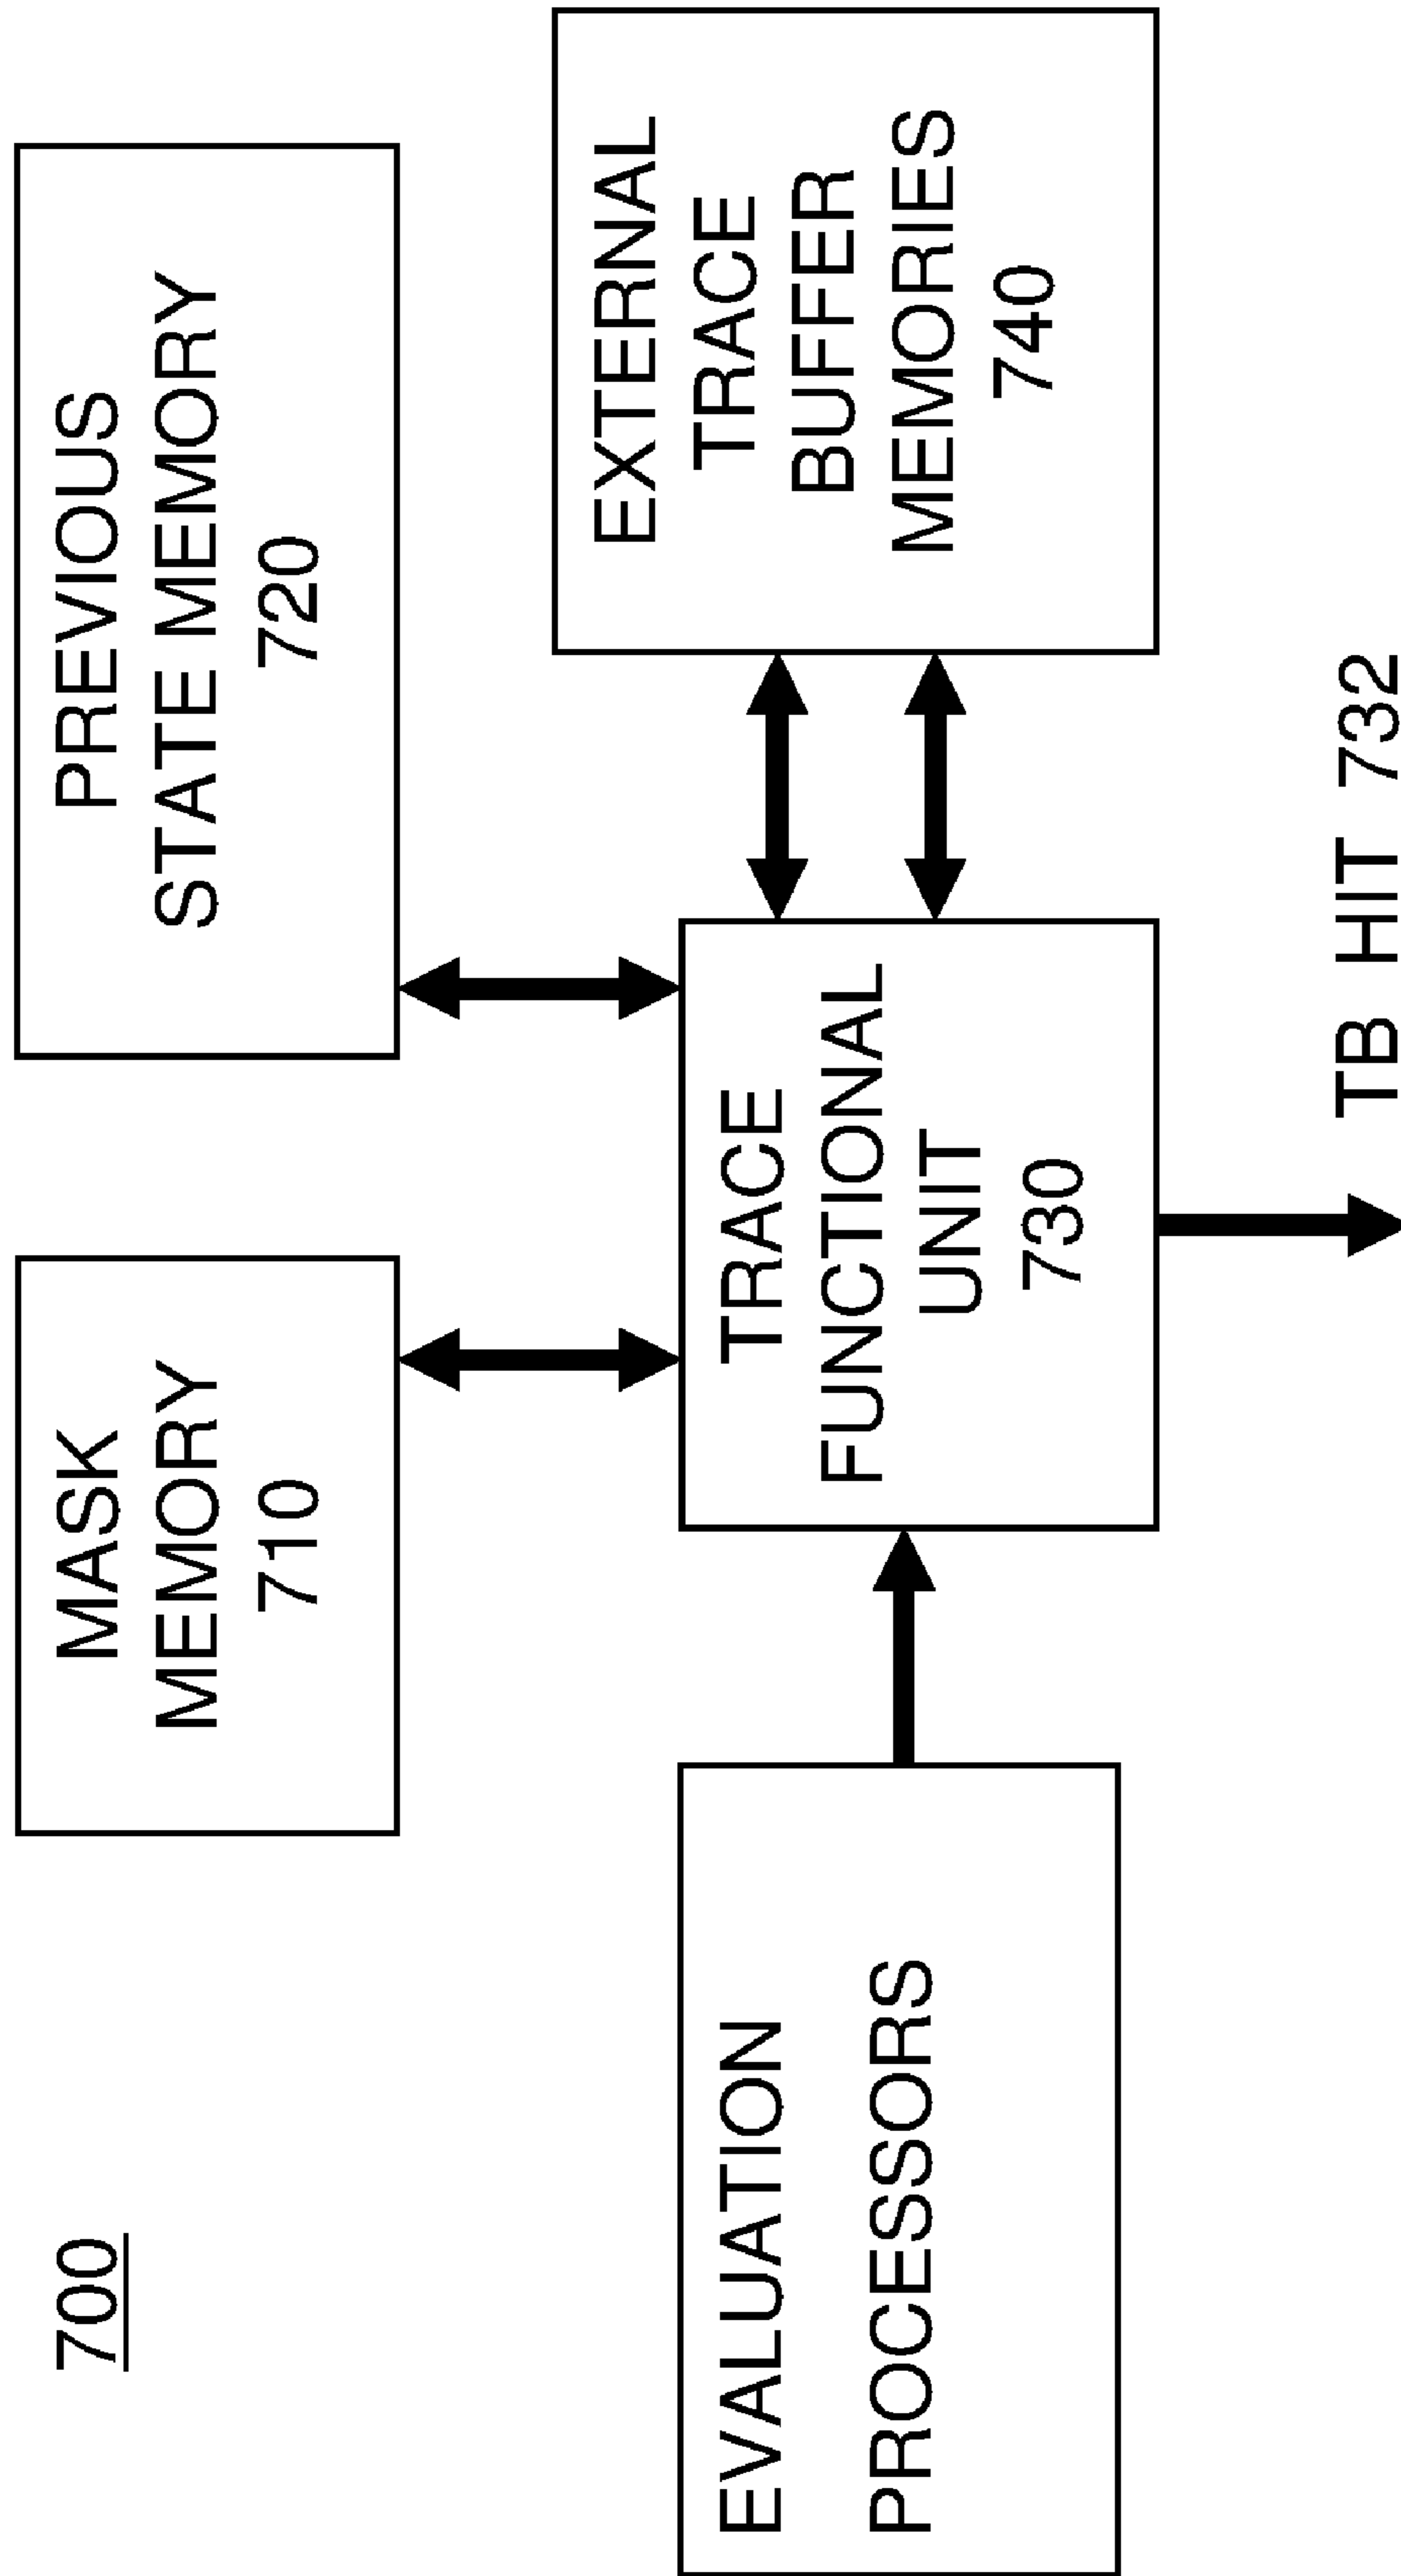 700
MASK
MEMORY
710
PREVIOUS
STATE MEMORY
720
EVALUATION
PROCESSORS
TRACE
FUNCTIONAL
UNIT
730
EXTERNAL
TRACE
BUFFER
MEMORIES
740
TB HIT 732